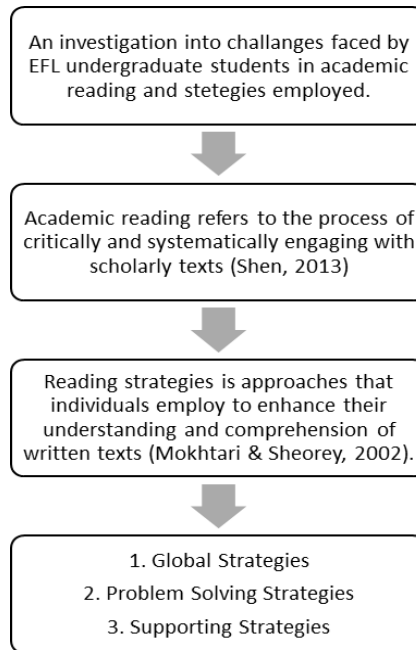 An investigation into challanges faced by
EFL undergraduate students in academic
reading and stetegies employed.
Academic reading refers to the process of
critically and systematically engaging with
scholarly texts (Shen, 2013)
Reading strategies is approaches that
individuals employ to enhance their
understanding and comprehension of
written texts (Mokhtari & Sheorey, 2002).
1. Global Strategies
2. Problem Solving Strategies
3. Supporting Strategies